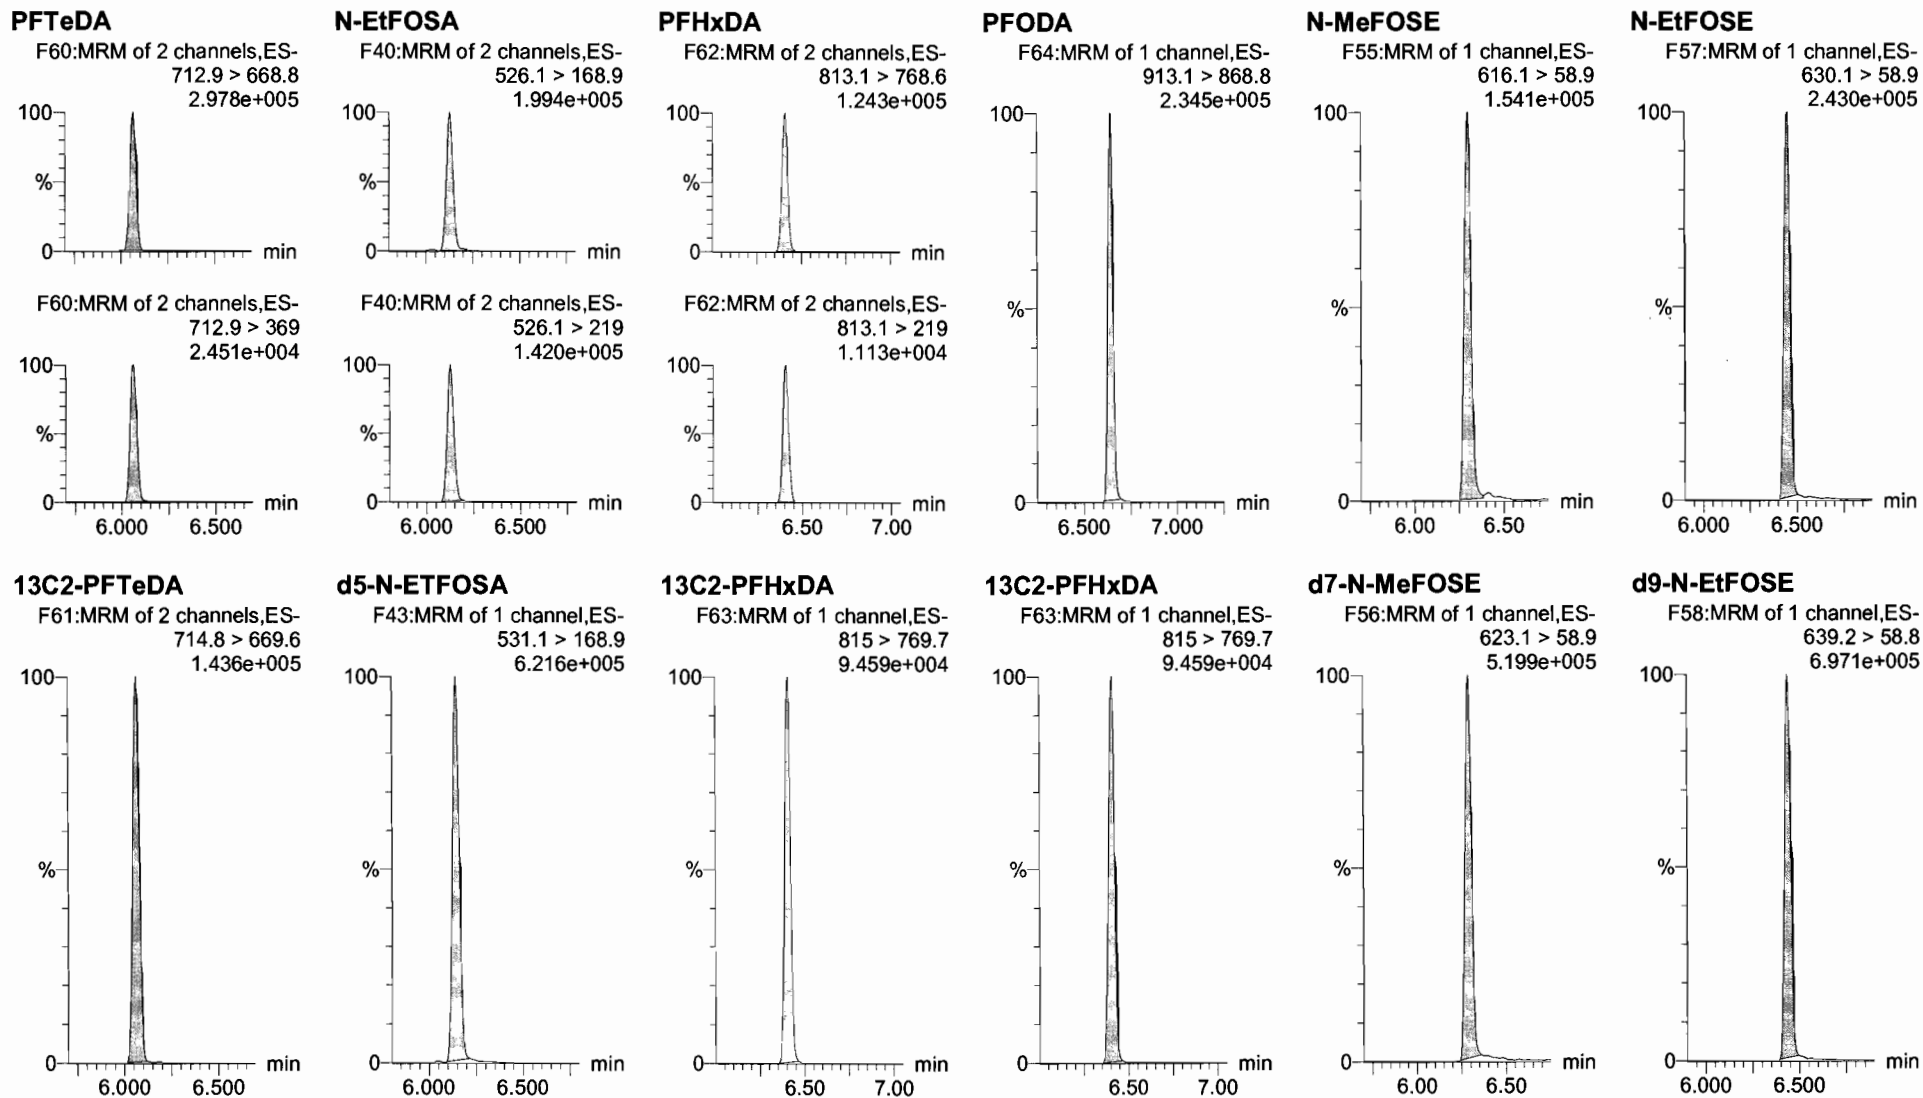 PFTeDA
F60:MRM of 2 channels,ES-
712.9 > 668.8
2.978e+005
100
%
0
min
F60:MRM of 2 channels,ES-
712.9 > 369
2.451e+004
100
%
0
min
6.000 6.500
N-EtFOSA
F40:MRM of 2 channels,ES-
526.1 > 168.9
1.994e+005
100
%
0
min
F40:MRM of 2 channels,ES-
526.1 > 219
1.420e+005
100
%
0
min
6.000 6.500
PFHxDA
F62:MRM of 2 channels,ES-
813.1 > 768.6
1.243e+005
100
%
0
min
F62:MRM of 2 channels,ES-
813.1 > 219
1.113e+004
100
%
0
min
6.50 7.00
PFODA
F64:MRM of 1 channel,ES-
913.1 > 868.8
2.345e+005
100
%
0
min
6.500 7.000
N-MeFOSE
F55:MRM of 1 channel,ES-
616.1 > 58.9
1.541e+005
100
%
0
min
6.00 6.50
N-EtFOSE
F57:MRM of 1 channel,ES-
630.1 > 58.9
2.430e+005
100
%
0
min
6.000 6.500
13C2-PFTeDA
F61:MRM of 2 channels,ES-
714.8 > 669.6
1.436e+005
100
%
0
min
6.000 6.500
d5-N-ETFOSA
F43:MRM of 1 channel,ES-
531.1 > 168.9
6.216e+005
100
%
0
min
6.000 6.500
13C2-PFHxDA
F63:MRM of 1 channel,ES-
815 > 769.7
9.459e+004
100
%
0
min
6.50 7.00
13C2-PFHxDA
F63:MRM of 1 channel,ES-
815 > 769.7
9.459e+004
100
%
0
min
6.50 7.00
d7-N-MeFOSE
F56:MRM of 1 channel,ES-
623.1 > 58.9
5.199e+005
100
%
0
min
6.00 6.50
d9-N-EtFOSE
F58:MRM of 1 channel,ES-
639.2 > 58.8
6.971e+005
100
%
0
min
6.000 6.500